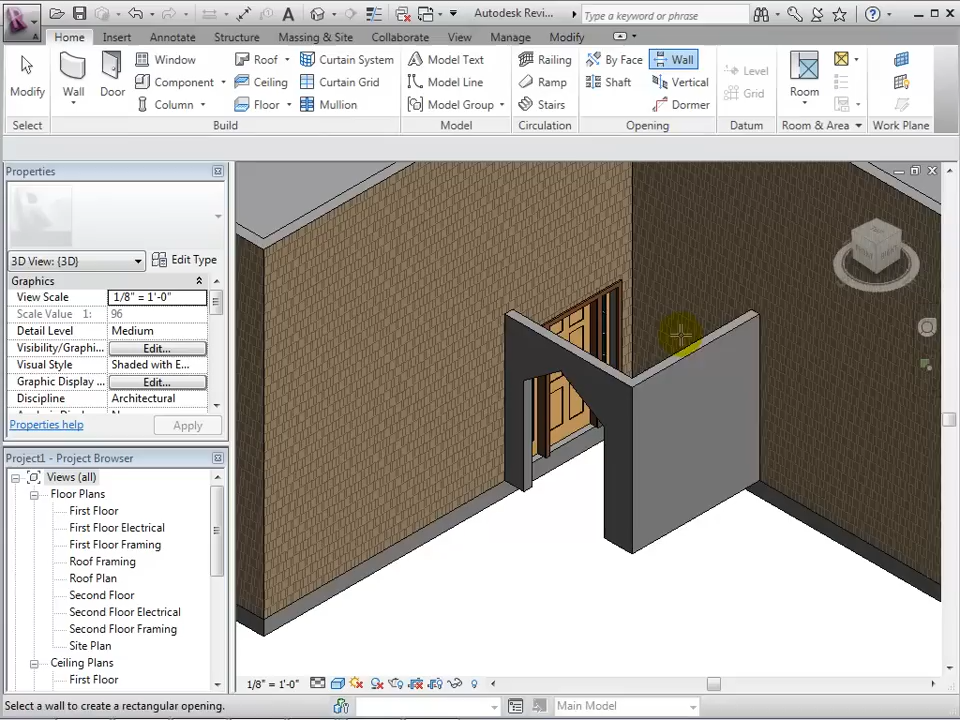 Autodesk Revi...
Type a keyword or phrase
Home Insert Annotate Structure Massing & Site Collaborate View Manage Modify
Modify
Wall
Door
Window
Component
Column
Roof
Ceiling
Floor
Curtain System
Curtain Grid
Mullion
Model Text
Model Line
Model Group
Railing
Ramp
Stairs
By Face
Shaft
Wall
Vertical
Dormer
Level
Grid
Room
Select Build Model Circulation Opening Datum Room & Area Work Plane
Properties
3D View: {3D} Edit Type
Graphics
View Scale 1/8" = 1'-0"
Scale Value 1: 96
Detail Level Medium
Visibility/Graphi... Edit...
Visual Style Shaded with E...
Graphic Display ... Edit...
Discipline Architectural
Properties help Apply
Project1 - Project Browser
Views (all)
Floor Plans
First Floor
First Floor Electrical
First Floor Framing
Roof Framing
Roof Plan
Second Floor
Second Floor Electrical
Second Floor Framing
Site Plan
Ceiling Plans
First Floor
1/8" = 1'-0"
Select a wall to create a rectangular opening.
Main Model